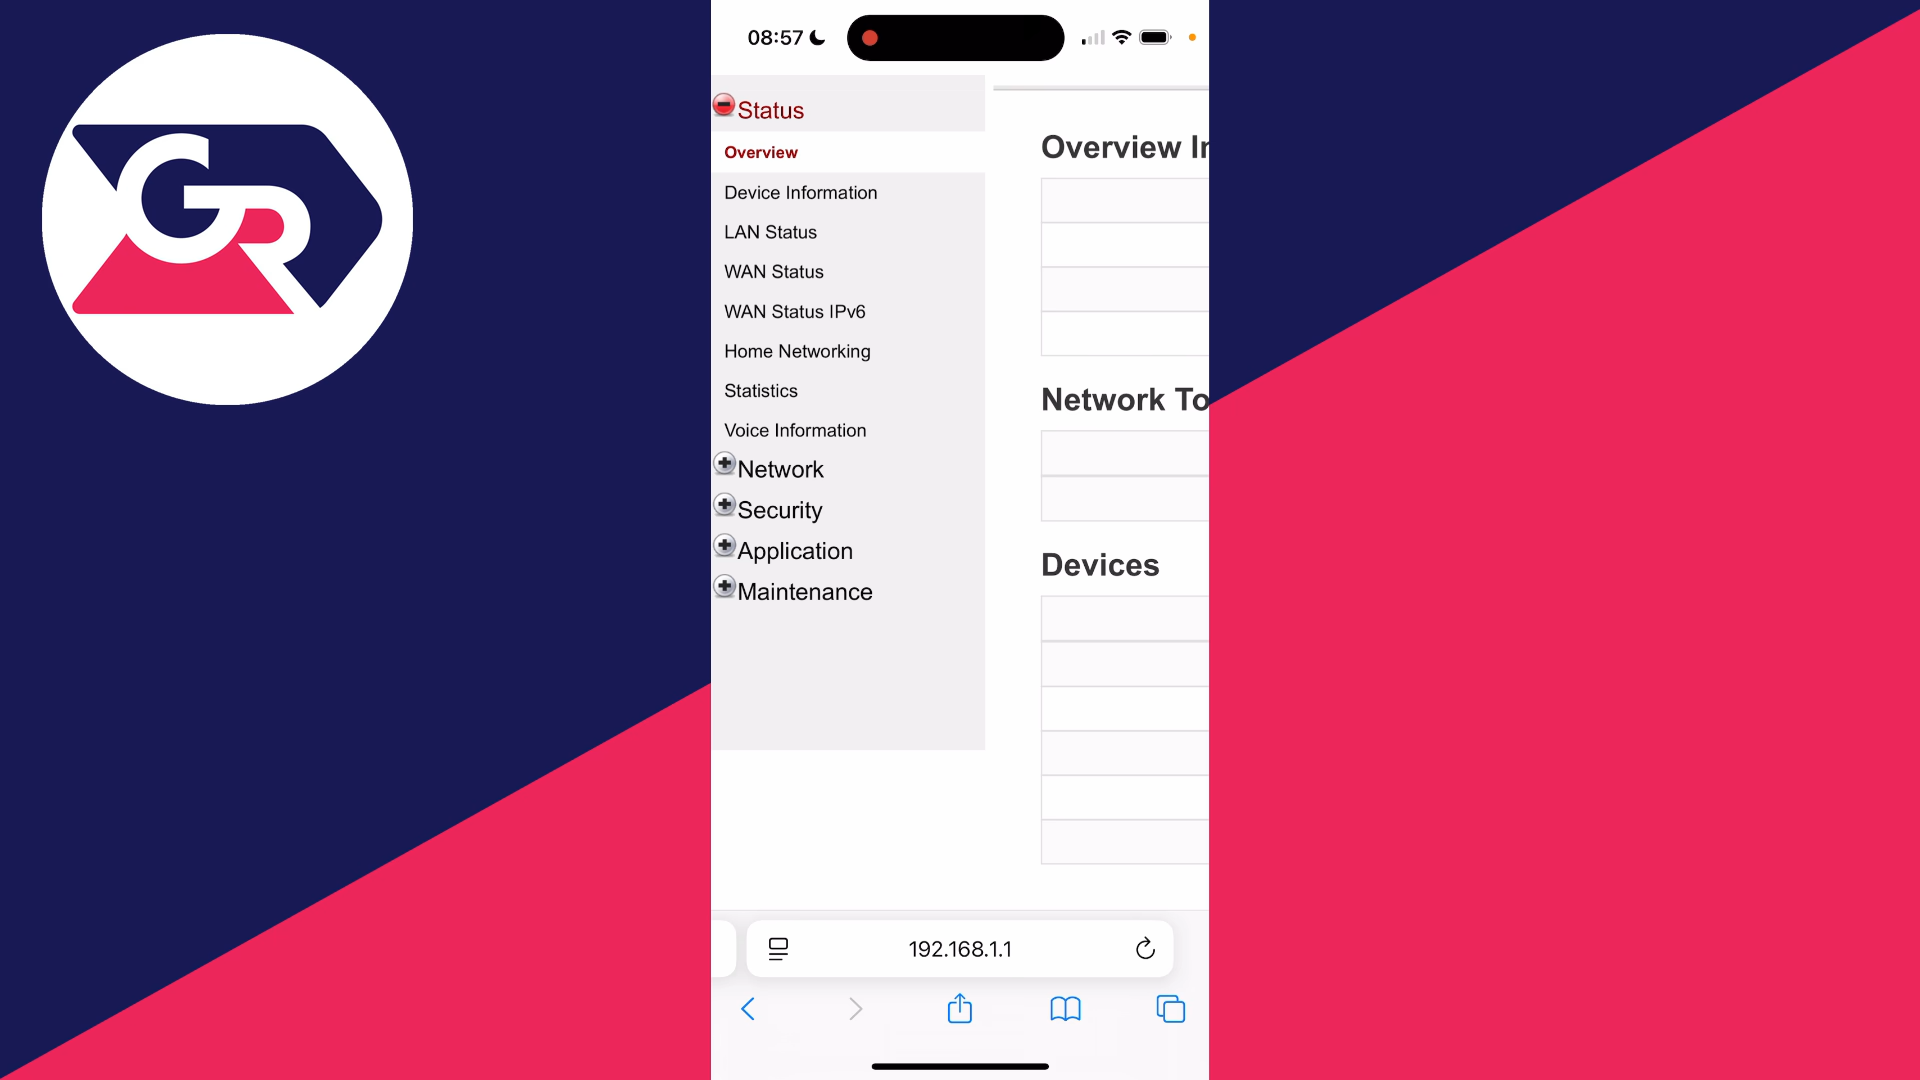 GR
08:57
Status
Overview
Device Information
LAN Status
WAN Status
WAN Status IPv6
Home Networking
Statistics
Voice Information
Network
Security
Application
Maintenance
Overview In
Network To
Devices
192.168.1.1